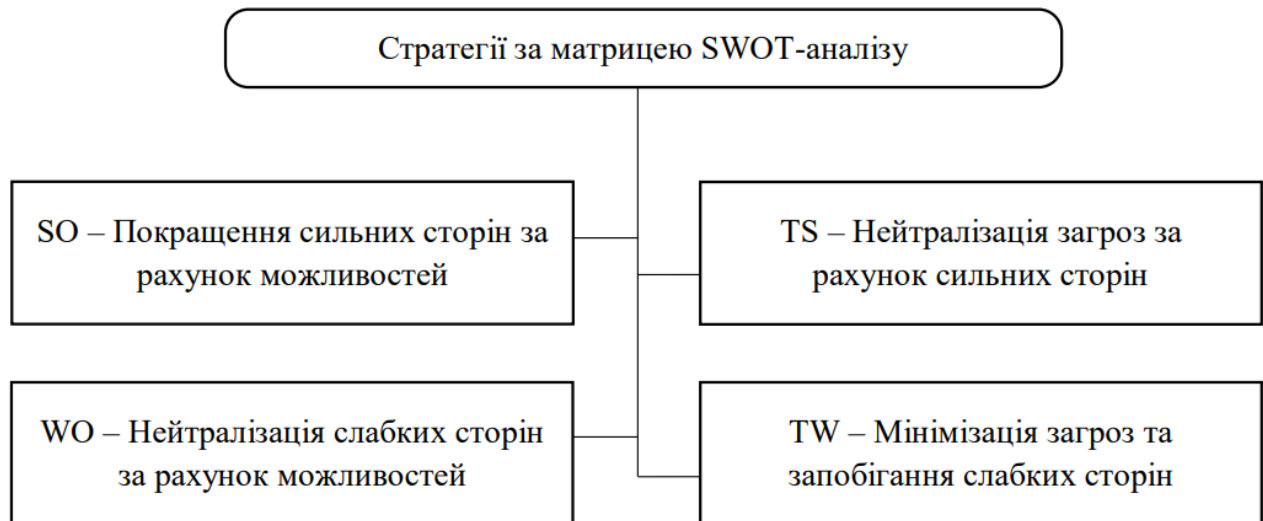 Стратегії за матрицею SWOT-аналізу
SO – Покращення сильних сторін за
рахунок можливостей
TS – Нейтралізація загроз за
рахунок сильних сторін
WO – Нейтралізація слабких сторін
за рахунок можливостей
TW – Мінімізація загроз та
запобігання слабких сторін